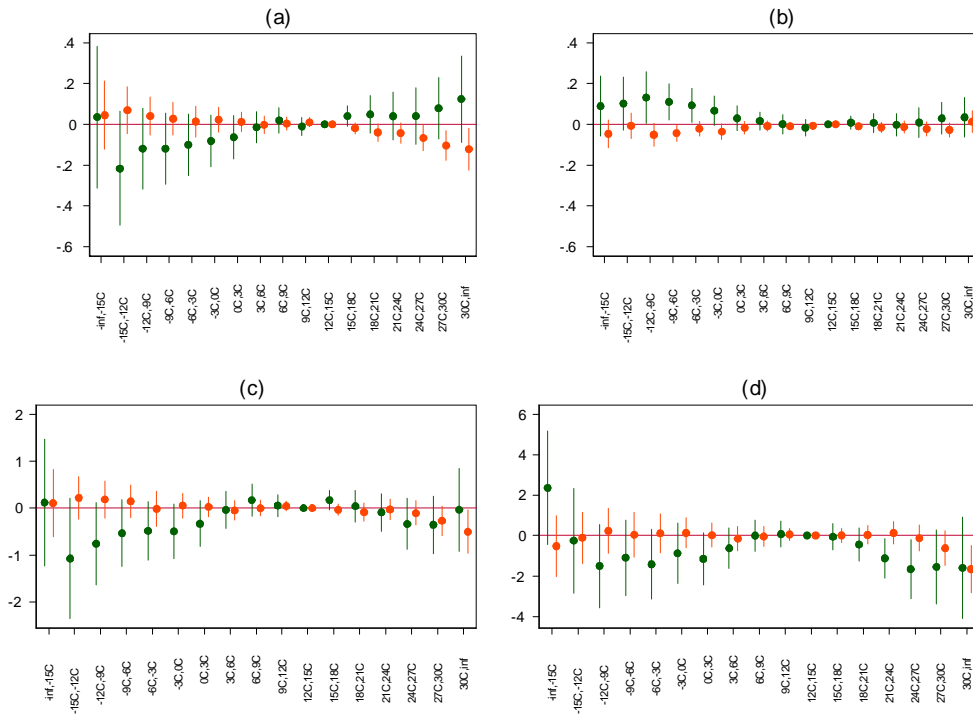 (a)
.4
.2
0
-.2
-.4
-.6
-inf,-15C
-15C,-12C
-12C,-9C
-9C,-6C
-6C,-3C
-3C,0C
0C,3C
3C,6C
6C,9C
9C,12C
12C,15C
15C,18C
18C,21C
21C,24C
24C,27C
27C,30C
30C,inf
(b)
.4
.2
0
-.2
-.4
-.6
-inf,-15C
-15C,-12C
-12C,-9C
-9C,-6C
-6C,-3C
-3C,0C
0C,3C
3C,6C
6C,9C
9C,12C
12C,15C
15C,18C
18C,21C
21C,24C
24C,27C
27C,30C
30C,inf
(c)
2
1
0
-1
-2
-inf,-15C
-15C,-12C
-12C,-9C
-9C,-6C
-6C,-3C
-3C,0C
0C,3C
3C,6C
6C,9C
9C,12C
12C,15C
15C,18C
18C,21C
21C,24C
24C,27C
27C,30C
30C,inf
(d)
6
4
2
0
-2
-4
-inf,-15C
-15C,-12C
-12C,-9C
-9C,-6C
-6C,-3C
-3C,0C
0C,3C
3C,6C
6C,9C
9C,12C
12C,15C
15C,18C
18C,21C
21C,24C
24C,27C
27C,30C
30C,inf